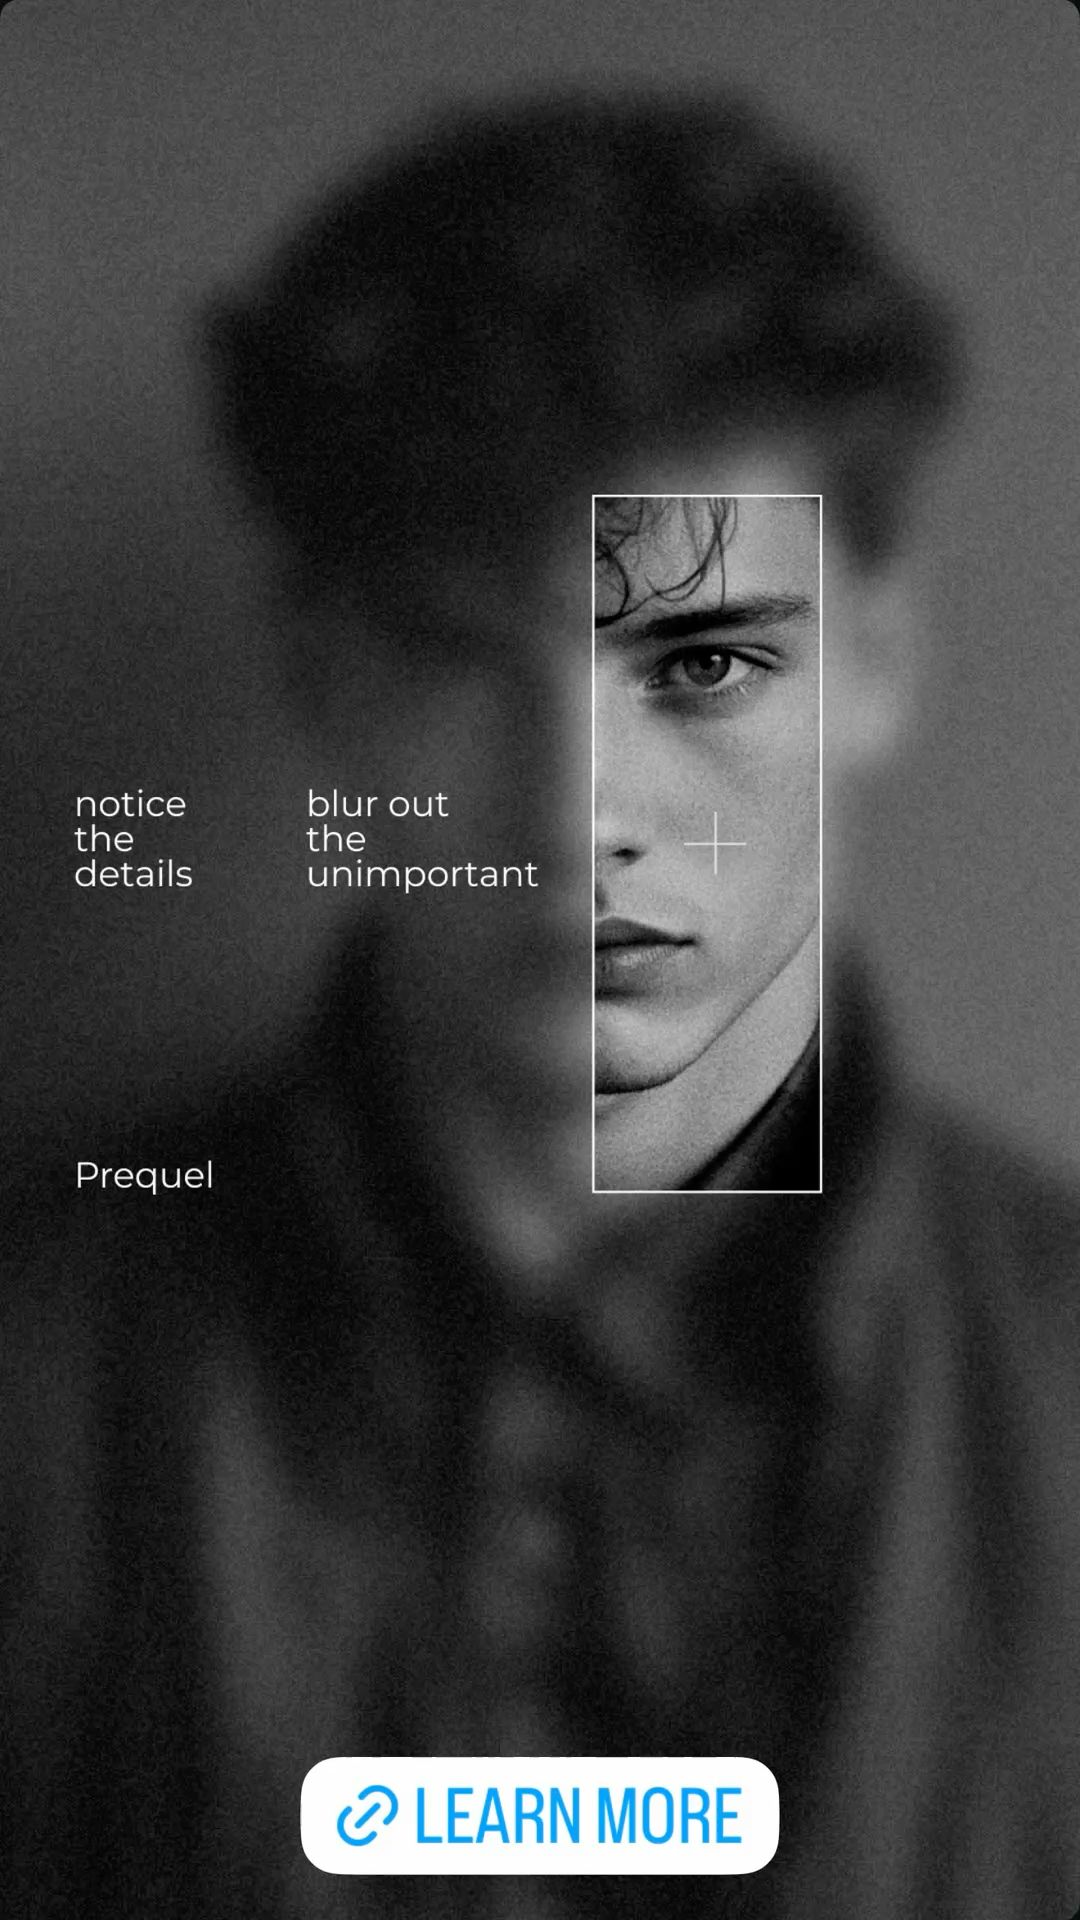 notice
the
details
blur out
the
unimportant
Prequel
LEARN MORE